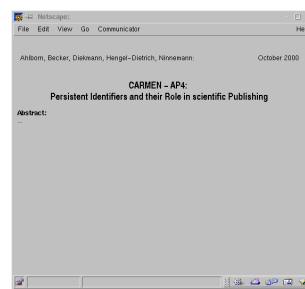 Netscape:
File Edit View Go Communicator He
Ahlborn, Becker, Diekmann, Hengel-Dietrich, Ninnemann: October 2000
CARMEN – AP4:
Persistent Identifiers and their Role in scientific Publishing
Abstract:
...